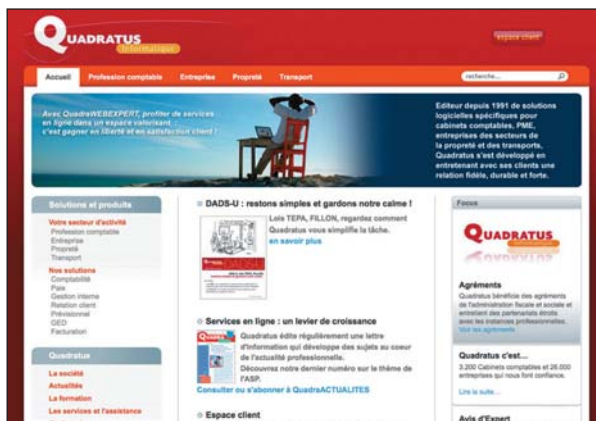 QUADRATUS
Informatique
espace client
Accueil
Profession comptable
Entreprise
Propreté
Transport
recherche...
Avec QuadraWEBEXPERT, profiter de services
en ligne dans un espace valorisant :
c'est gagner en liberté et en satisfaction client !
Editeur depuis 1991 de solutions
logicielles spécifiques pour
cabinets comptables, PME,
entreprises des secteurs de
la propreté et des transports,
Quadratus s'est développé en
entretenant avec ses clients une
relation fidèle, durable et forte.
Solutions et produits
Votre secteur d'activité
Profession comptable
Entreprise
Propreté
Transport
Nos solutions
Comptabilité
Paie
Gestion interne
Relation client
Prévisionnel
GED
Facturation
Quadratus
La société
Actualités
La formation
Les services et l'assistance
DADS-U : restons simples et gardons notre calme !
Lois TEPA, FILLON, regardez comment
Quadratus vous simplifie la tâche.
en savoir plus
Services en ligne : un levier de croissance
Quadratus édite régulièrement une lettre
d'information qui développe des sujets au coeur
de l'actualité professionnelle.
Découvrez notre dernier numéro sur le thème de
l'ASP.
Consulter ou s'abonner à QuadraACTUALITES
Espace client
Focus
QUADRATUS
Informatique
Agréments
Quadratus bénéficie des agréments
de l'administration fiscale et sociale et
entretient des partenariats étroits
avec les instances professionnelles.
Voir les agréments
Quadratus c'est...
3.200 Cabinets comptables et 26.000
entreprises qui nous font confiance.
Lire la suite...
Avis d'Expert